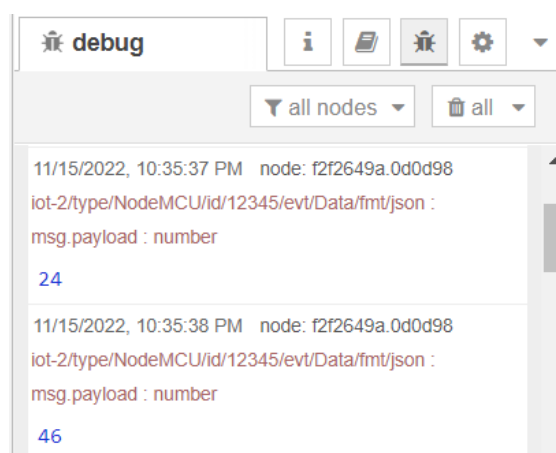 debug
i
all nodes
all
11/15/2022, 10:35:37 PM node: f2f2649a.0d0d98
iot-2/type/NodeMCU/id/12345/evt/Data/fmt/json :
msg.payload : number
24
11/15/2022, 10:35:38 PM node: f2f2649a.0d0d98
iot-2/type/NodeMCU/id/12345/evt/Data/fmt/json :
msg.payload : number
46